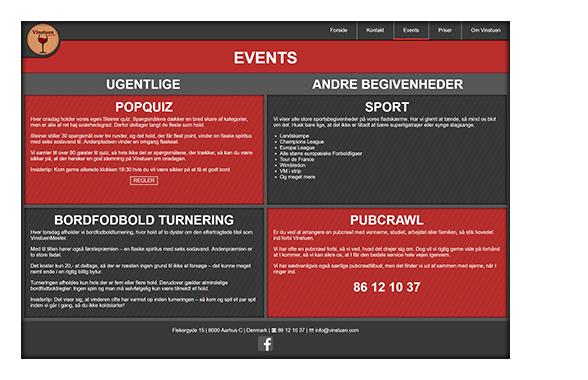 Vinstuen
Forside
Kontakt
Events
Priser
Om Vinstuen
EVENTS
UGENTLIGE
ANDRE BEGIVENHEDER
POPQUIZ
Hver onsdag holder vores egen Steiner quiz. Spørgsmålene dækker en bred skare af kategorier,
men er alle af ret høj sværhedsgrad. Derfor deltager langt de fleste som hold.
Steiner stiller 30 spørgsmål over tre runder, og det hold, der får flest point, vinder en flaske spiritus
med seks sodavand til. Andenpladsen vinder en omgang flaskeøl.
Vi samler tit over 80 gæster til quiz, så hvis ikke det er spørgsmålene, der trækker, så kan du være
sikker på, at der hersker en god stemning på Vinstuen om onsdagen.
Insidertip: Kom gerne allerede klokken 18:30 hvis du vil være sikker på at få et godt bord
REGLER
SPORT
Vi viser alle store sportsbegivenheder på vores fladskærme. Har vi glemt at tænde, så mind os blot
om det. Husk bare lige, at det ikke er tilladt at bære superligatrøjer eller synge slagsange.
• Landskampe
• Champions League
• Europa League
• Alle større europæiske Forboldligaer
• Tour de France
• Wimbledon
• VM i strip
• Og meget mere
BORDFODBOLD TURNERING
Hver torsdag afholder vi bordfodboldturnering, hvor hold af to dyster om den eftertragtede titel som
VinstuenMester.
Med til titlen hører også førstepræmien – en flaske spiritus med seks sodavand. Andenpræmien er
to store fadøl.
Det koster kun 20,- at deltage, så der er næsten ingen grund til ikke at forsøge – det kunne meget
nemt ende i en rigtig billig bytur.
Turneringen afholdes kun hvis der er fem eller flere hold. Derudover gælder almindelige
bordfodboldregler: Ingen spin og man må selvfølgelig kun være tilmeldt et hold.
Insidertip: Det viser sig, at vinderen ofte har varmet op inden turneringen – så kom og spil et par spil
inden vi går i gang, så du ikke koldstarter!
PUBCRAWL
Er du ved at arrangere en pubcrawl med vennerne, studiet, arbejdet eller familien, så stik hovedet
ind forbi Vinstuen.
Vi har ofte en pubcrawl forbi, så vi ved, hvad det drejer sig om. Dog vil vi rigtig gerne vide på forhånd
at I kommer, så vi kan sikre os, at I får den bedste service hele vejen igennem.
Vi har sædvanligvis også særlige pubcrawltilbud, men det finder vi ud af sammen med ejerne, når I
ringer ind.
86 12 10 37
Fiskergyde 15 | 8000 Aarhus C | Denmark | ☎ 86 12 10 37 | ✉ info@vinstuen.com
f